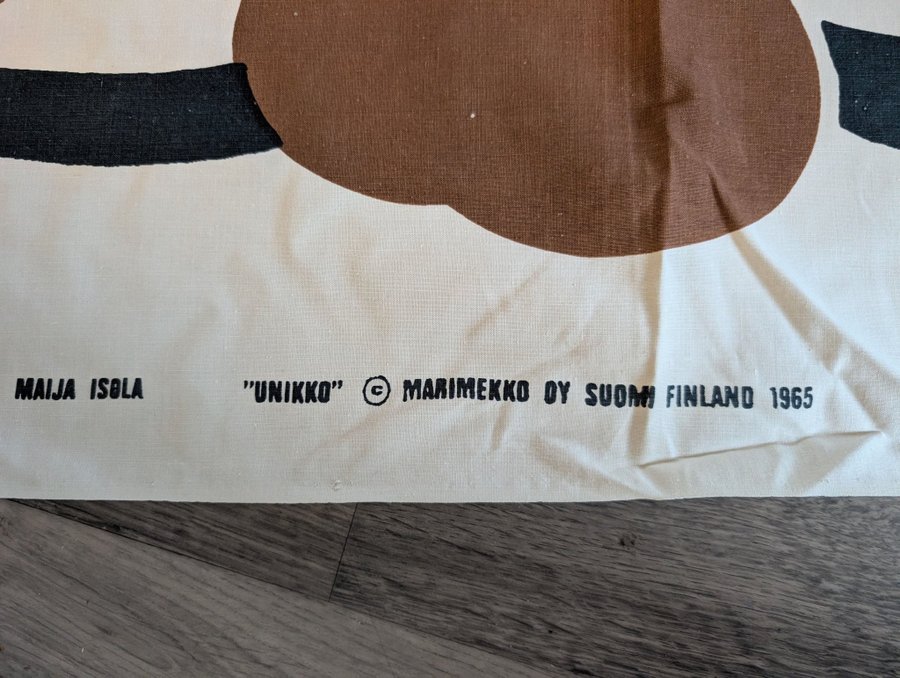 MAIJA ISOLA "UNIKKO" © MARIMEKKO OY SUOMI FINLAND 1965